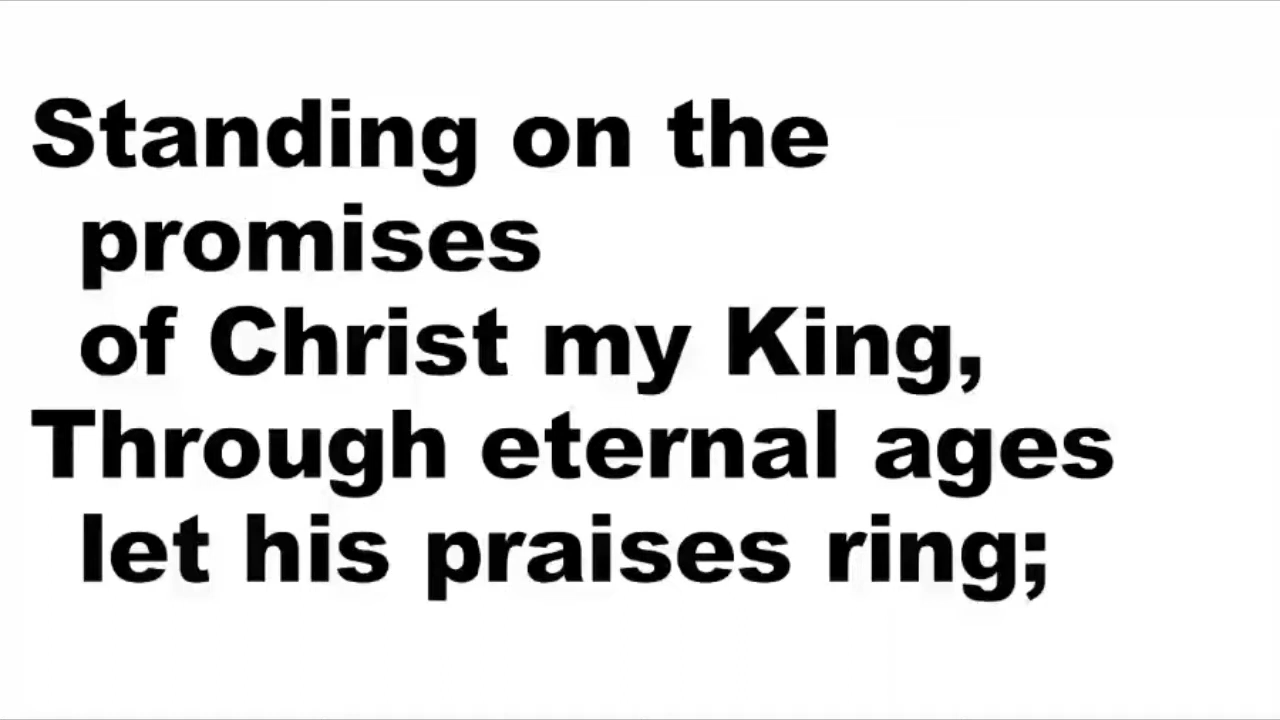 Standing on the
promises
of Christ my King,
Through eternal ages
let his praises ring;